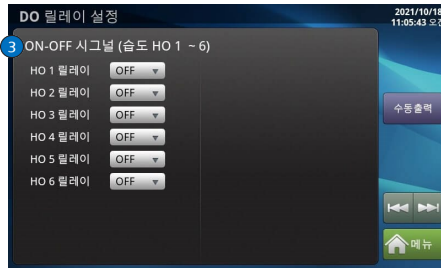 DO 릴레이 설정
2021/10/18
11:05:43 오전
3 ON-OFF 시그널 (습도 HO 1 ~ 6)
HO 1 릴레이 OFF
HO 2 릴레이 OFF
HO 3 릴레이 OFF
HO 4 릴레이 OFF
HO 5 릴레이 OFF
HO 6 릴레이 OFF
수동출력
메뉴